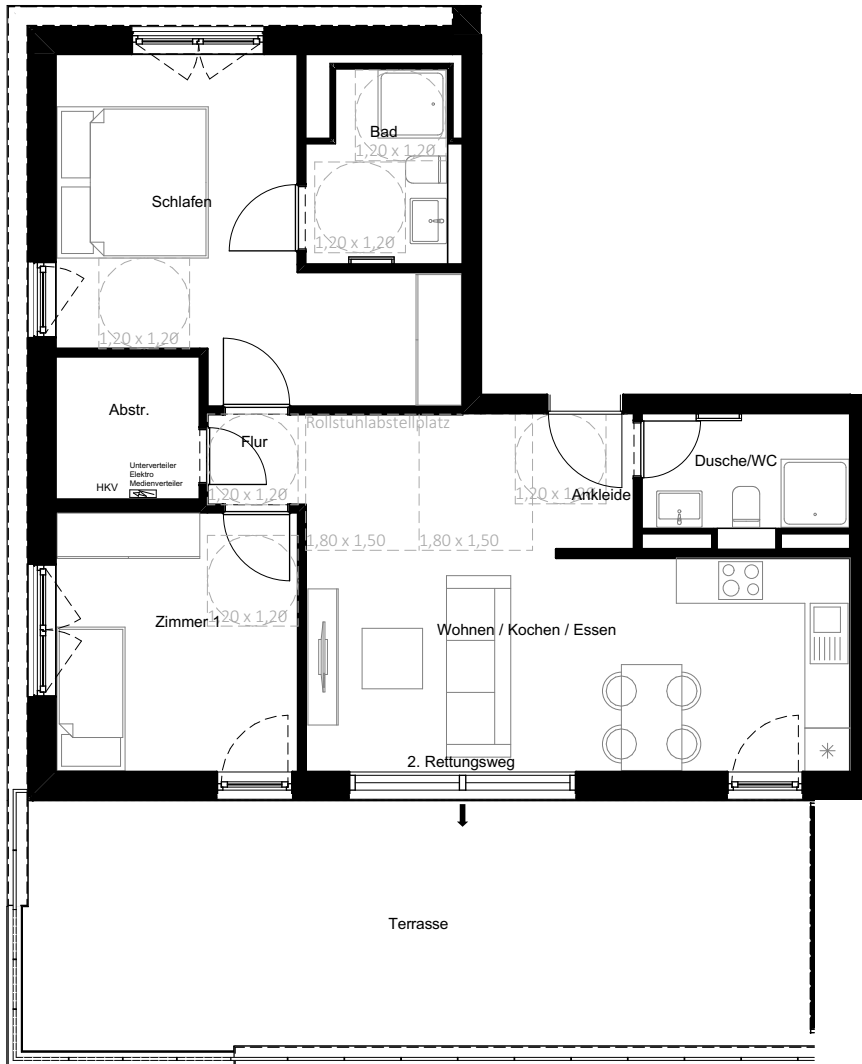 Bad
1,20 x 1,20
Schlafen
1,20 x 1,20
1,20 x 1,20
Abstr.
Rollstuhlabstellplatz
Flur
Unterverteiler
Elektro
Medienverteiler
HKV
1,20 x 1,20
Dusche/WC
Ankleide
1,20 x 1,20
1,80 x 1,50
1,80 x 1,50
1,20 x 1,20
Zimmer 1
Wohnen / Kochen / Essen
2. Rettungsweg
Terrasse